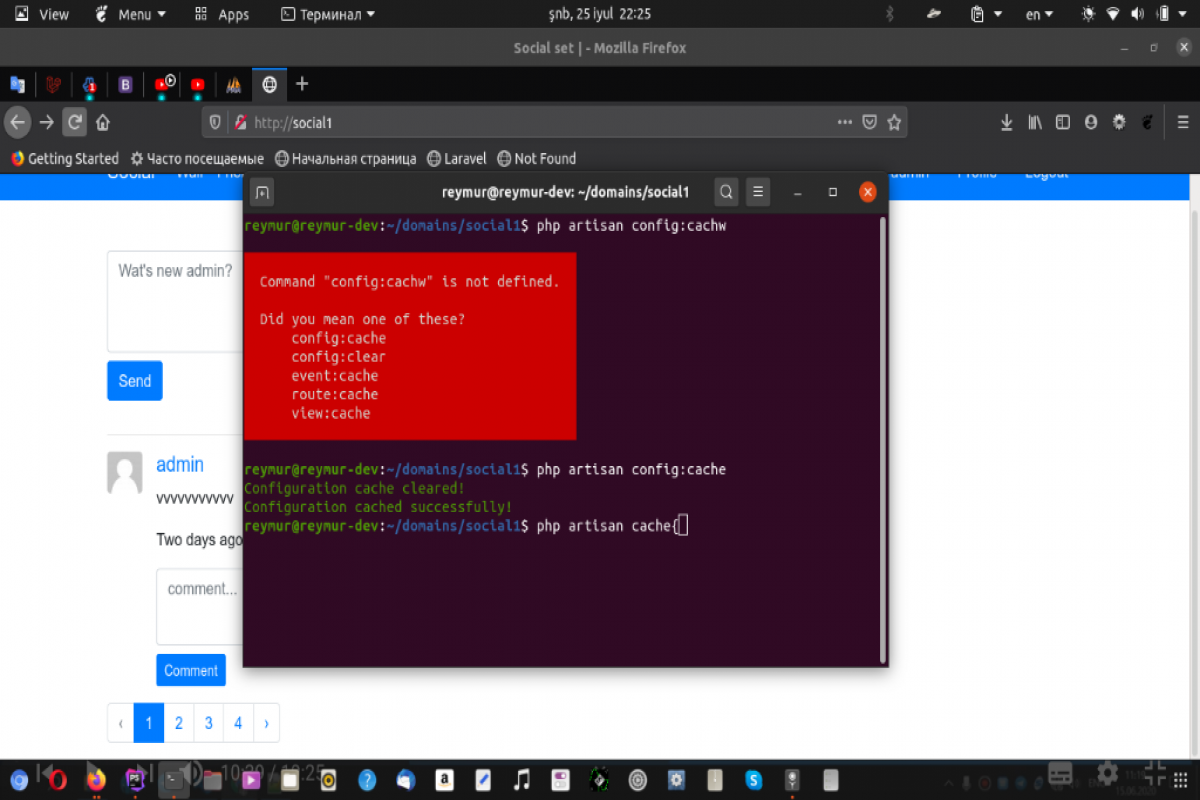 View Menu Apps Терминал şnb, 25 iyul 22:25 en
Social set | - Mozilla Firefox
http://social1
Getting Started Часто посещаемые Начальная страница Laravel Not Found
Social Wall admin Profile Logout
reymur@reymur-dev: ~/domains/social1
reymur@reymur-dev:~/domains/social1$ php artisan config:cachw
Command "config:cachw" is not defined.
Did you mean one of these?
config:cache
config:clear
event:cache
route:cache
view:cache
reymur@reymur-dev:~/domains/social1$ php artisan config:cache
Configuration cache cleared!
Configuration cached successfully!
reymur@reymur-dev:~/domains/social1$ php artisan cache{
Wat's new admin?
Send
admin
vvvvvvvvvv
Two days ago
comment...
Comment
‹ 1 2 3 4 ›